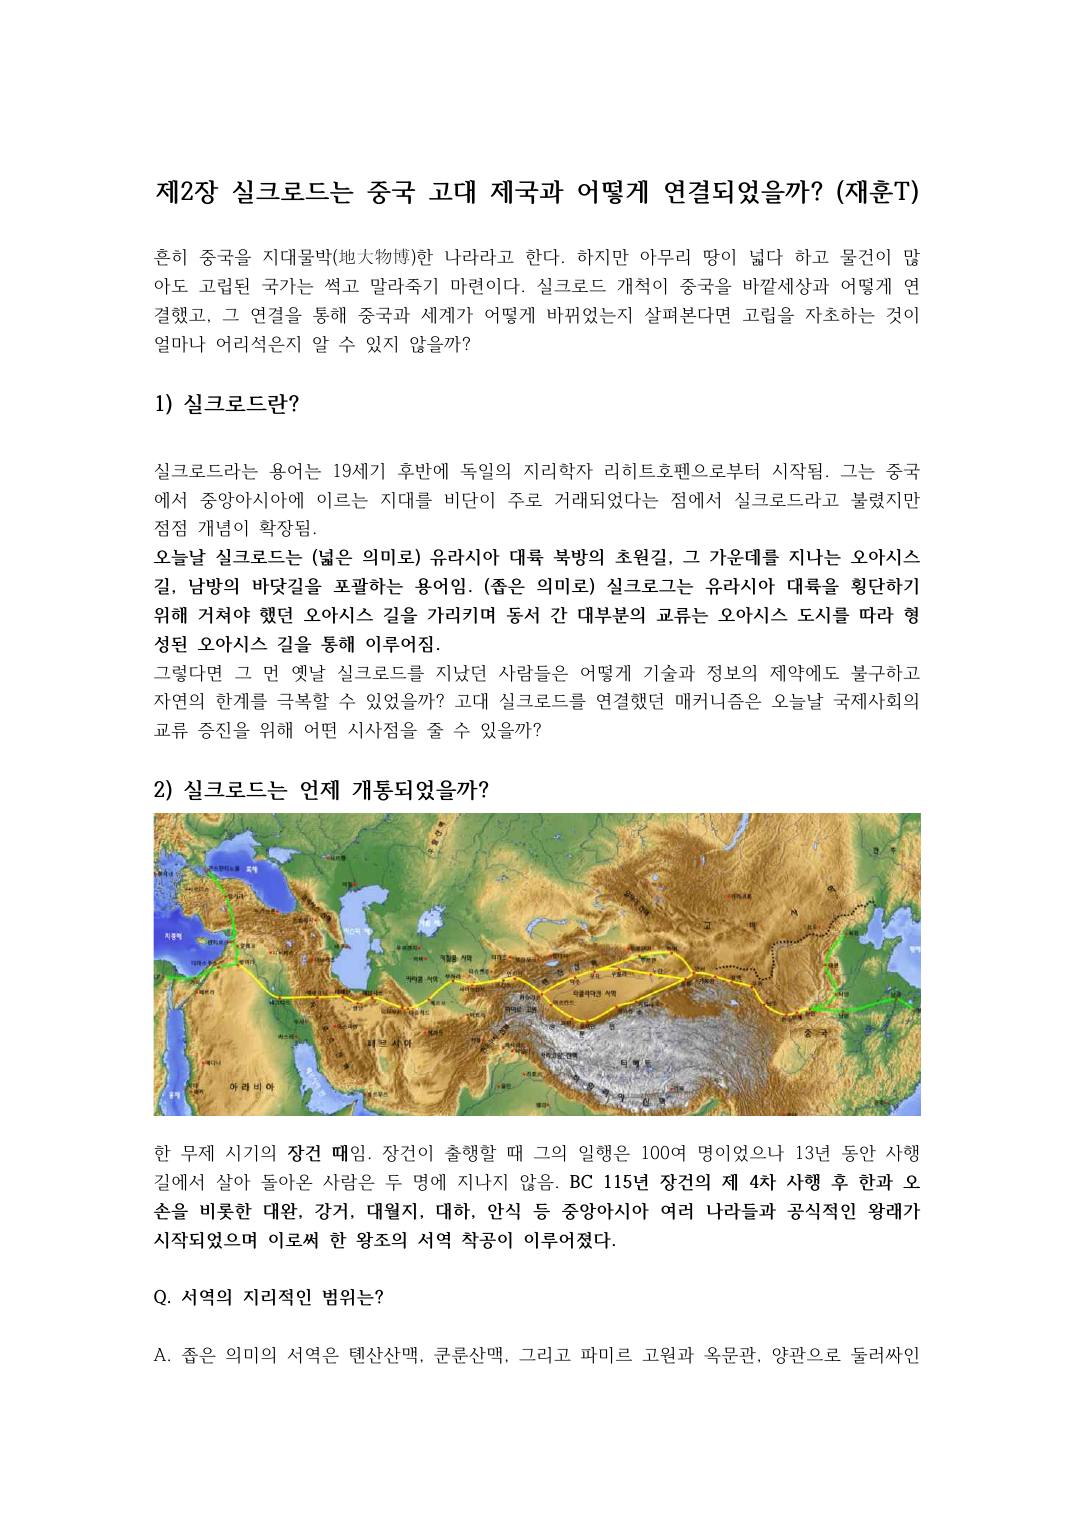 제2장 실크로드는 중국 고대 제국과 어떻게 연결되었을까? (재훈T)
흔히 중국을 지대물박(地大物博)한 나라라고 한다. 하지만 아무리 땅이 넓다 하고 물건이 많
아도 고립된 국가는 썩고 말라죽기 마련이다. 실크로드 개척이 중국을 바깥세상과 어떻게 연
결했고, 그 연결을 통해 중국과 세계가 어떻게 바뀌었는지 살펴본다면 고립을 자초하는 것이
얼마나 어리석은지 알 수 있지 않을까?
1) 실크로드란?
실크로드라는 용어는 19세기 후반에 독일의 지리학자 리히트호펜으로부터 시작됨. 그는 중국
에서 중앙아시아에 이르는 지대를 비단이 주로 거래되었다는 점에서 실크로드라고 불렀지만
점점 개념이 확장됨.
오늘날 실크로드는 (넓은 의미로) 유라시아 대륙 북방의 초원길, 그 가운데를 지나는 오아시스
길, 남방의 바닷길을 포괄하는 용어임. (좁은 의미로) 실크로그는 유라시아 대륙을 횡단하기
위해 거쳐야 했던 오아시스 길을 가리키며 동서 간 대부분의 교류는 오아시스 도시를 따라 형
성된 오아시스 길을 통해 이루어짐.
그렇다면 그 먼 옛날 실크로드를 지났던 사람들은 어떻게 기술과 정보의 제약에도 불구하고
자연의 한계를 극복할 수 있었을까? 고대 실크로드를 연결했던 매커니즘은 오늘날 국제사회의
교류 증진을 위해 어떤 시사점을 줄 수 있을까?
2) 실크로드는 언제 개통되었을까?
흑해
지중해
고 비
타클라마칸 사막
페르시아
티베트
중국
아라비아
홍해
한 무제 시기의 장건 때임. 장건이 출행할 때 그의 일행은 100여 명이었으나 13년 동안 사행
길에서 살아 돌아온 사람은 두 명에 지나지 않음. BC 115년 장건의 제 4차 사행 후 한과 오
손을 비롯한 대완, 강거, 대월지, 대하, 안식 등 중앙아시아 여러 나라들과 공식적인 왕래가
시작되었으며 이로써 한 왕조의 서역 착공이 이루어졌다.
Q. 서역의 지리적인 범위는?
A. 좁은 의미의 서역은 톈산산맥, 쿤룬산맥, 그리고 파미르 고원과 옥문관, 양관으로 둘러싸인